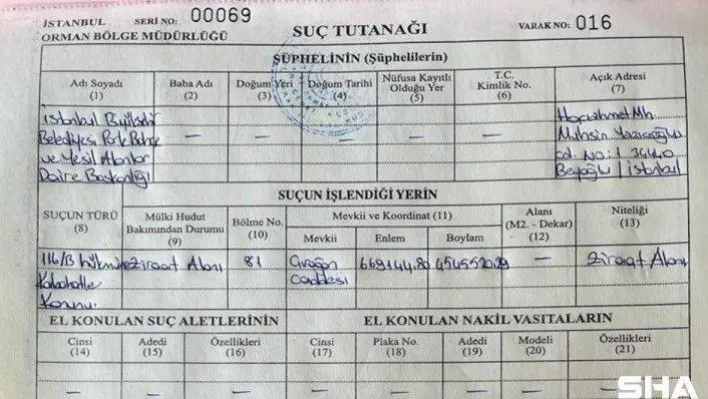 İSTANBUL SERİ NO: 00069 SUÇ TUTANAĞI VARAK NO: 016
ORMAN BÖLGE MÜDÜRLÜĞÜ
ŞÜPHELİNİN (Şüphelilerin)
Adı Soyadı (1) Baba Adı (2) Doğum Yeri (3) Doğum Tarihi (4) Nüfusa Kayıtlı Olduğu Yer (5) T.C. Kimlik No. (6) Açık Adresi (7)
İstanbul Büyükşehir Hacıahmet Mh.
Belediyesi Park Bahçe — — — — — Muhsin Yazıcıoğlu
ve Yeşil Alanlar cd. NO:1 34440
Daire Başkanlığı Beyoğlu / İstanbul
SUÇUN İŞLENDİĞİ YERİN
SUÇUN TÜRÜ (8) Mülki Hudut Bakımından Durumu (9) Bölme No. (10) Mevkii ve Koordinat (11) Alanı (M2. - Dekar) (12) Niteliği (13)
Mevkii Enlem Boylam
116/B hükmüne ziraat Alanı 81 Çırağan — Ziraat Alanı
Caddesi
EL KONULAN SUÇ ALETLERİNİN EL KONULAN NAKİL VASITALARIN
Cinsi (14) Adedi (15) Özellikleri (16) Cinsi (17) Plaka No. (18) Adedi (19) Modeli (20) Özellikleri (21)
— — — — — — — —
SHA